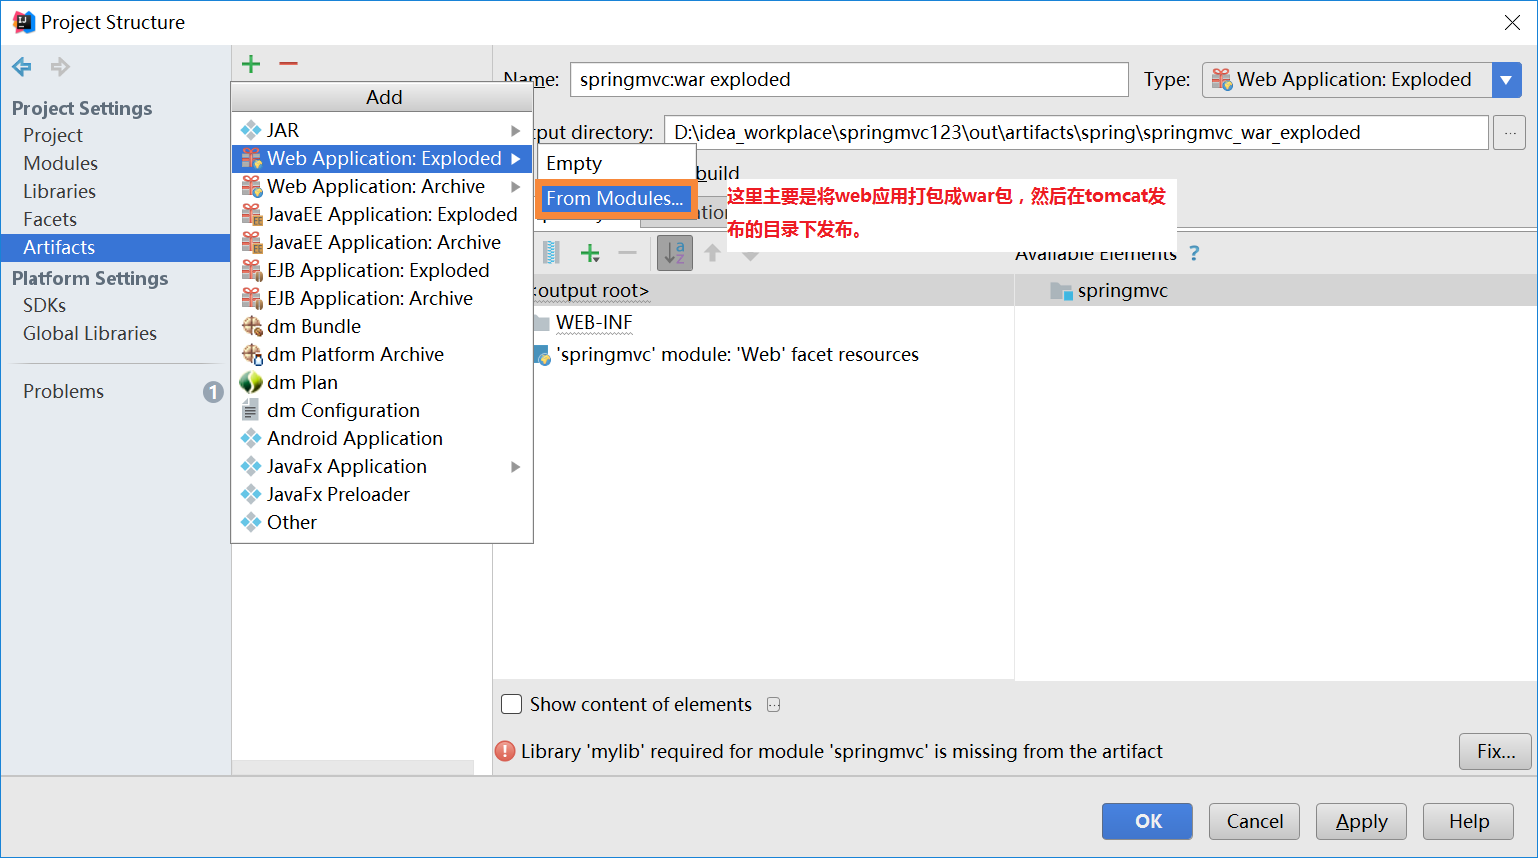 Project Structure
Project Settings
Project
Modules
Libraries
Facets
Artifacts
Platform Settings
SDKs
Global Libraries
Problems
1
Add
JAR
Web Application: Exploded
Web Application: Archive
JavaEE Application: Exploded
JavaEE Application: Archive
EJB Application: Exploded
EJB Application: Archive
dm Bundle
dm Platform Archive
dm Plan
dm Configuration
Android Application
JavaFx Application
JavaFx Preloader
Other
Empty
From Modules...
Name:
springmvc:war exploded
Type:
Web Application: Exploded
directory:
D:\idea_workplace\springmvc123\out\artifacts\spring\springmvc_war_exploded
...
build
这里主要是将web应用打包成war包，然后在tomcat发
布的目录下发布。
Available Elements ?
<output root>
springmvc
WEB-INF
'springmvc' module: 'Web' facet resources
Show content of elements
...
Library 'mylib' required for module 'springmvc' is missing from the artifact
Fix...
OK
Cancel
Apply
Help